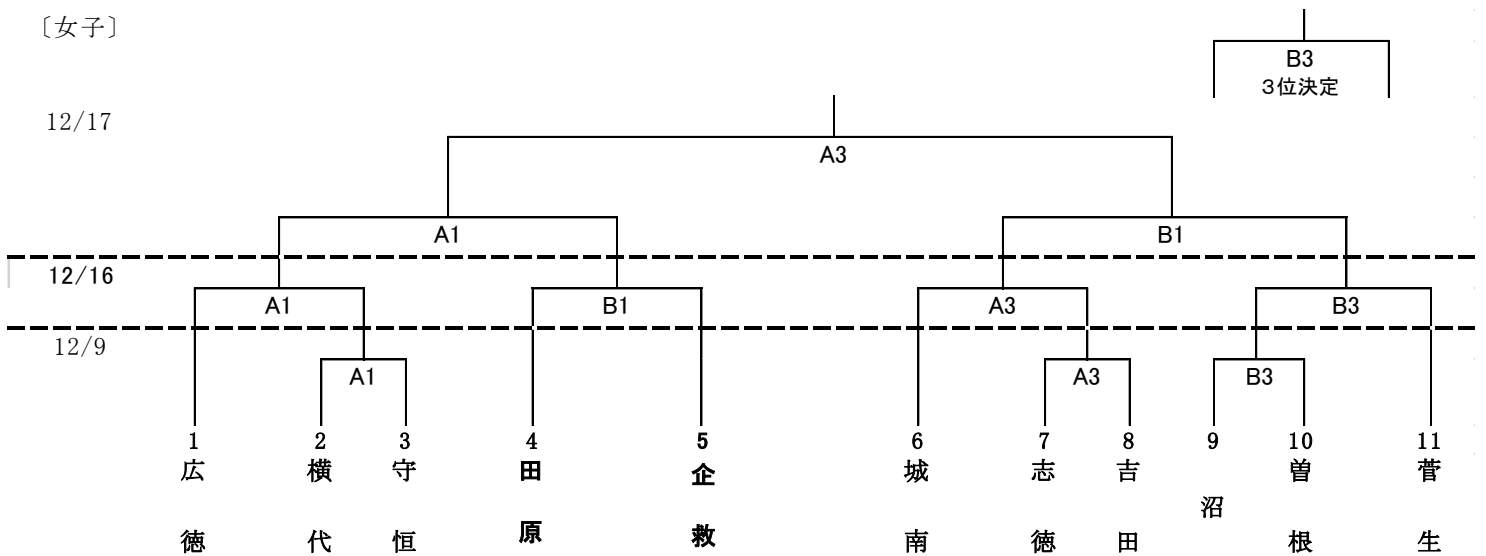 〔女子〕
B3
3位決定
12/17
A3
A1 B1
12/16
A1 B1 A3 B3
12/9
A1 A3 B3
1 2 3 4 5 6 7 8 9 10 11
広徳 横代 守恒 田原 企救 城南 志徳 吉田 沼 曽根 菅生